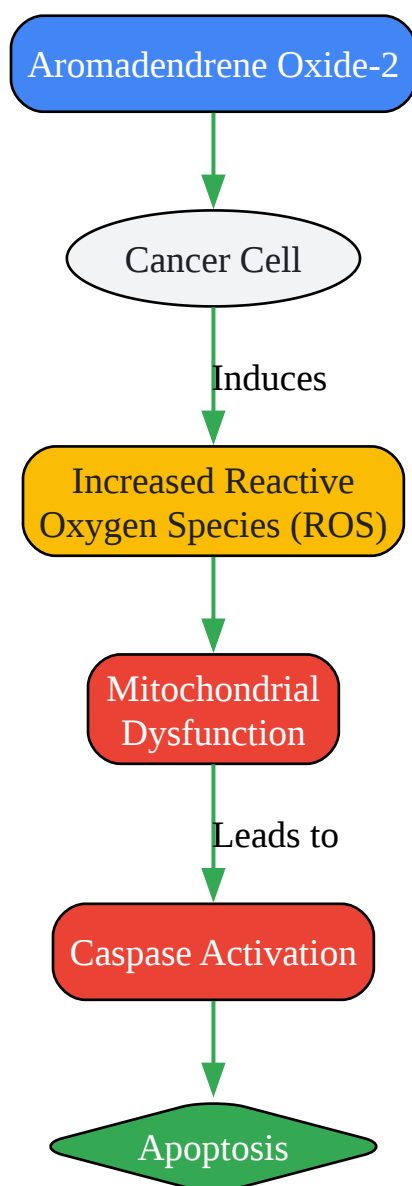 Aromadendrene Oxide-2
Cancer Cell
Induces
Increased Reactive
Oxygen Species (ROS)
Mitochondrial
Dysfunction
Leads to
Caspase Activation
Apoptosis